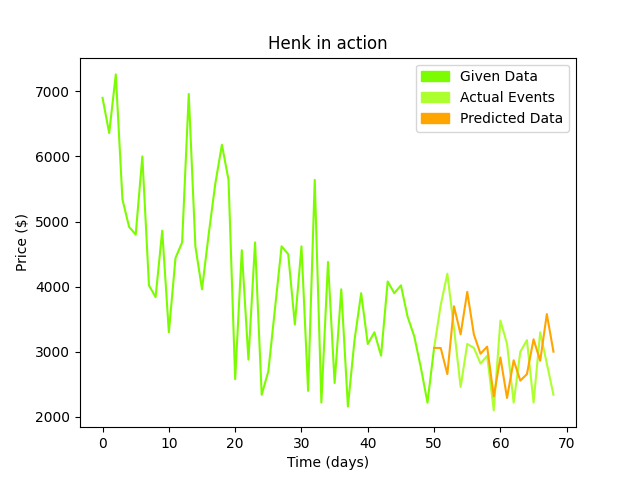 Henk in action
Given Data
Actual Events
Predicted Data
Price ($)
7000
6000
5000
4000
3000
2000
0 10 20 30 40 50 60 70
Time (days)